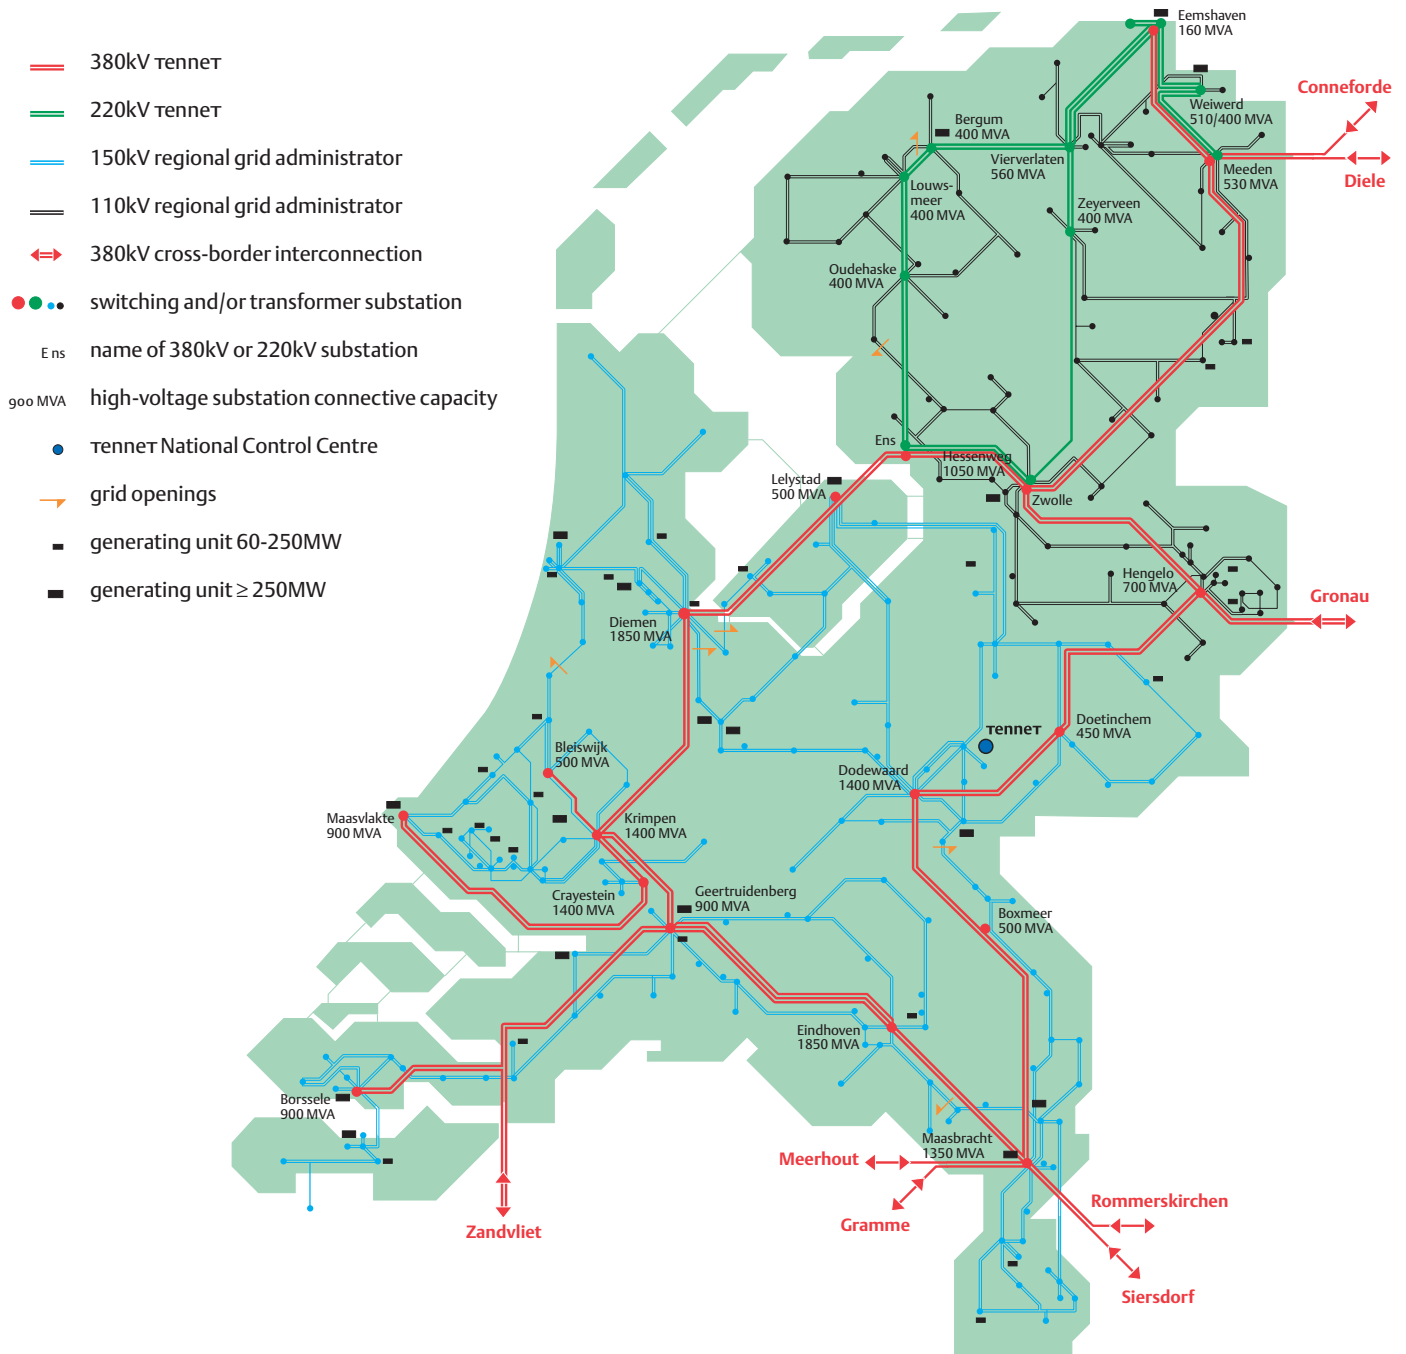 380kV TenneT
220kV TenneT
150kV regional grid administrator
110kV regional grid administrator
380kV cross-border interconnection
switching and/or transformer substation
Ens
name of 380kV or 220kV substation
900 MVA
high-voltage substation connective capacity
TenneT National Control Centre
grid openings
generating unit 60-250MW
generating unit ≥ 250MW
Eemshaven
160 MVA
Conneforde
Weiwerd
510/400 MVA
Bergum
400 MVA
Vierverlaten
560 MVA
Meeden
530 MVA
Diele
Louws-
meer
400 MVA
Zeyerveen
400 MVA
Oudehaske
400 MVA
Ens
Hessenweg
1050 MVA
Lelystad
500 MVA
Zwolle
Hengelo
700 MVA
Gronau
Diemen
1850 MVA
TenneT
Doetinchem
450 MVA
Bleiswijk
500 MVA
Dodewaard
1400 MVA
Maasvlakte
900 MVA
Krimpen
1400 MVA
Crayestein
1400 MVA
Geertruidenberg
900 MVA
Boxmeer
500 MVA
Eindhoven
1850 MVA
Borssele
900 MVA
Maasbracht
1350 MVA
Meerhout
Gramme
Rommerskirchen
Zandvliet
Siersdorf